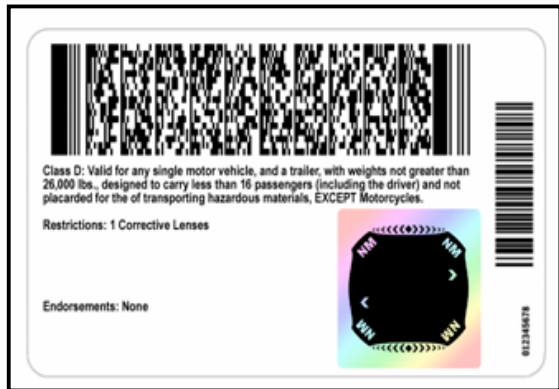 Class D: Valid for any single motor vehicle, and a trailer, with weights not greater than
26,000 lbs., designed to carry less than 16 passengers (including the driver) and not
placarded for the of transporting hazardous materials, EXCEPT Motorcycles.
Restrictions: 1 Corrective Lenses
NM NM
Endorsements: None
NM NM
012345678